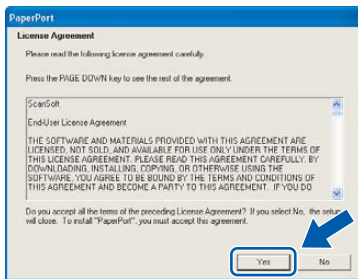 PaperPort
License Agreement
Please read the following license agreement carefully.
Press the PAGE DOWN key to see the rest of the agreement.
ScanSoft
End-User License Agreement
THE SOFTWARE AND MATERIALS PROVIDED WITH THIS AGREEMENT ARE
LICENSED, NOT SOLD, AND AVAILABLE FOR USE ONLY UNDER THE TERMS OF
THIS LICENSE AGREEMENT. PLEASE READ THIS AGREEMENT CAREFULLY. BY
DOWNLOADING, INSTALLING, COPYING, OR OTHERWISE USING THE
SOFTWARE, YOU AGREE TO BE BOUND BY THE TERMS AND CONDITIONS OF
THIS AGREEMENT AND BECOME A PARTY TO THIS AGREEMENT. IF YOU DO
Do you accept all the terms of the preceding License Agreement? If you select No, the setup
will close. To install "PaperPort", you must accept this agreement.
Yes
No